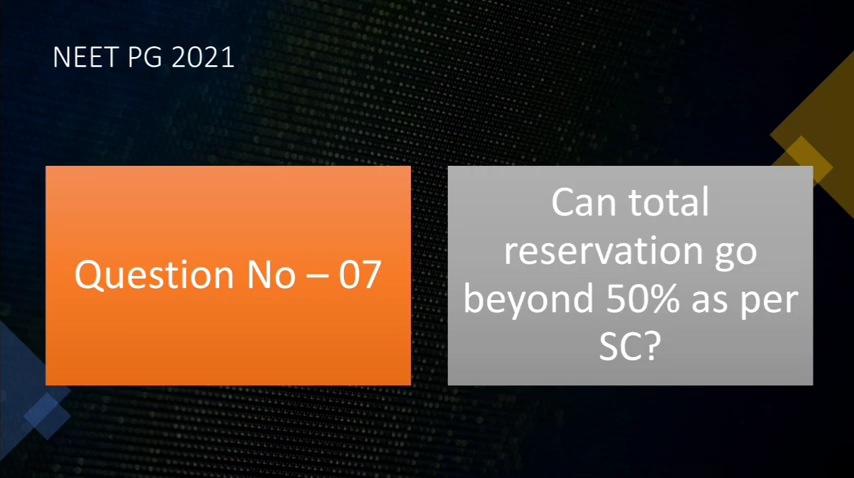 NEET PG 2021
Question No – 07
Can total
reservation go
beyond 50% as per
SC?